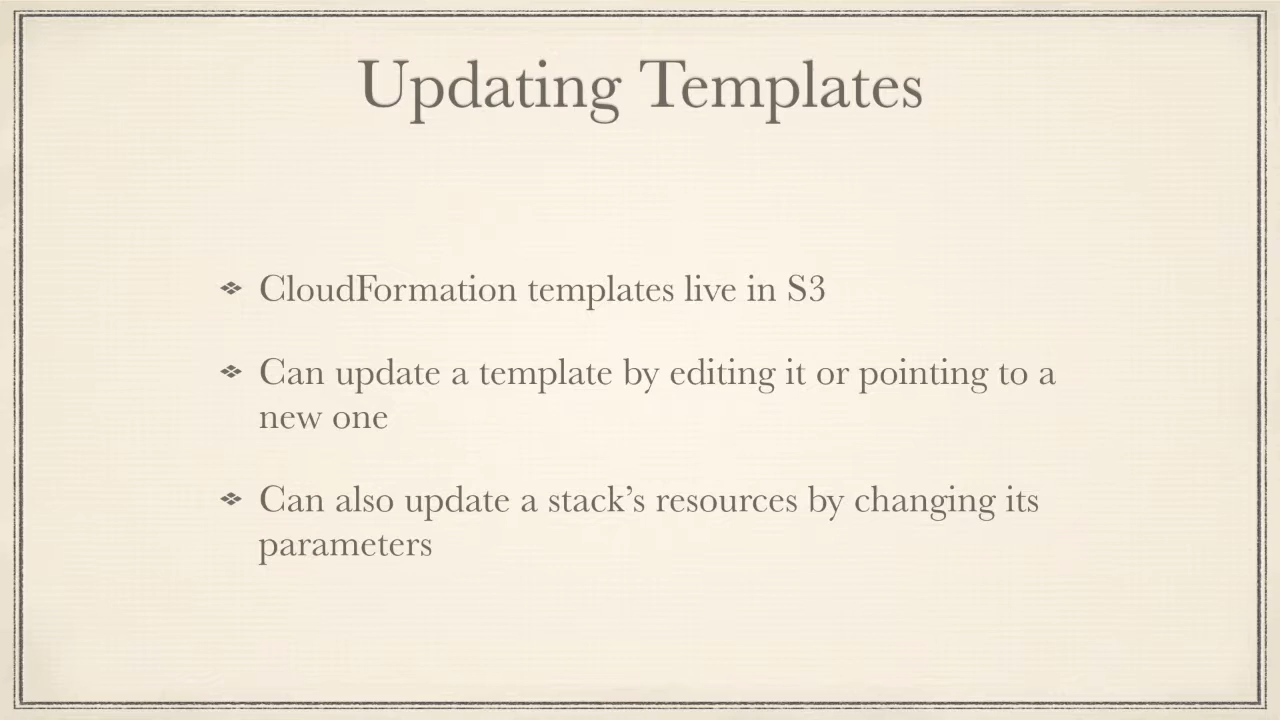 Updating Templates
❖ CloudFormation templates live in S3
❖ Can update a template by editing it or pointing to a
new one
❖ Can also update a stack’s resources by changing its
parameters